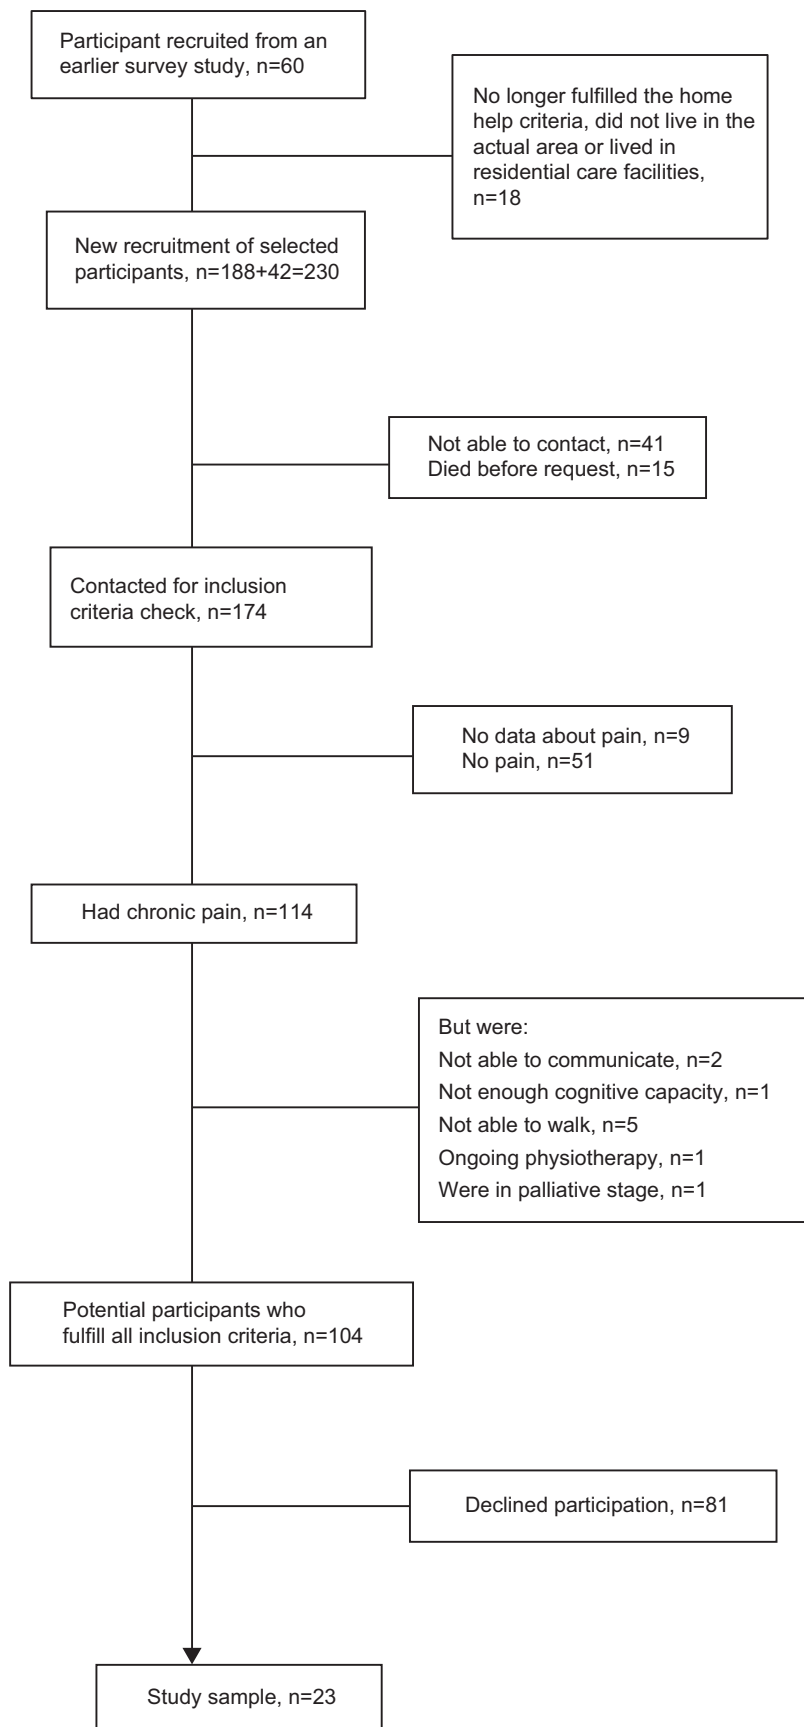 Participant recruited from an
earlier survey study, n=60
No longer fulfilled the home
help criteria, did not live in the
actual area or lived in
residential care facilities,
n=18
New recruitment of selected
participants, n=188+42=230
Not able to contact, n=41
Died before request, n=15
Contacted for inclusion
criteria check, n=174
No data about pain, n=9
No pain, n=51
Had chronic pain, n=114
But were:
Not able to communicate, n=2
Not enough cognitive capacity, n=1
Not able to walk, n=5
Ongoing physiotherapy, n=1
Were in palliative stage, n=1
Potential participants who
fulfill all inclusion criteria, n=104
Declined participation, n=81
Study sample, n=23